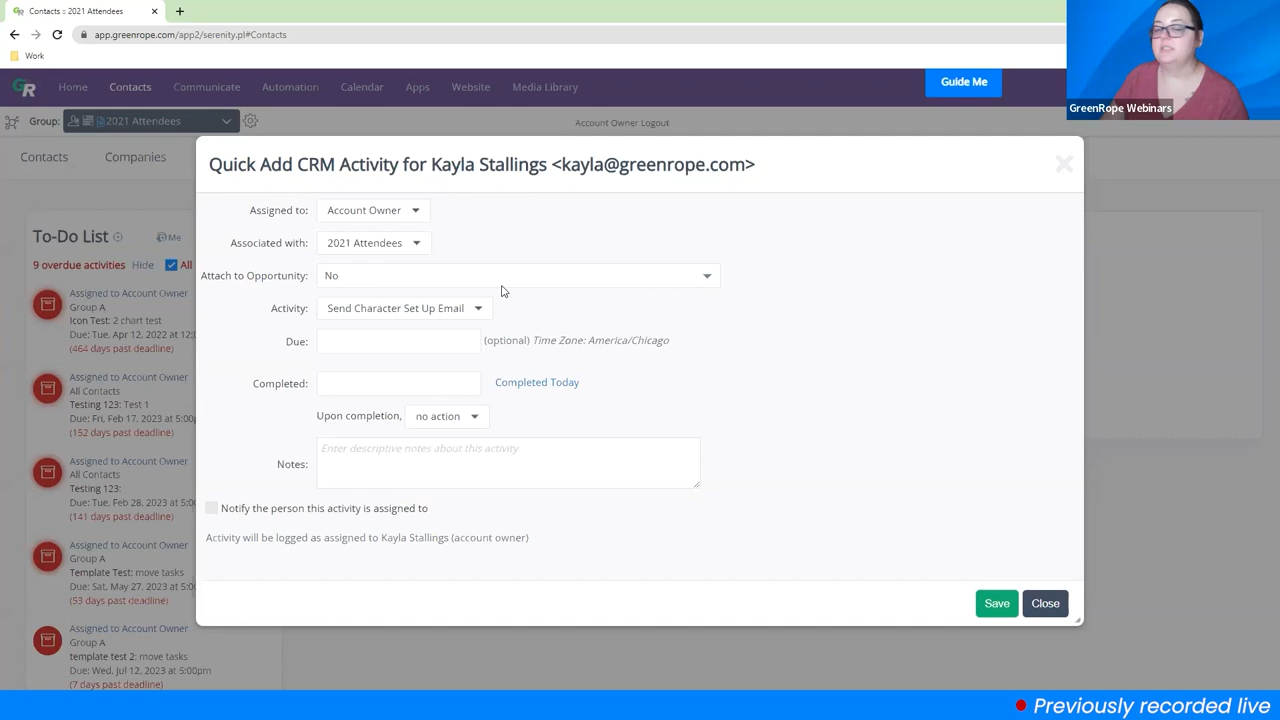 Contacts :: 2021 Attendees
app.greenrope.com/app2/serenity.pl#Contacts
Work
GR Home Contacts Communicate Automation Calendar Apps Website Media Library Guide Me
GreenRope Webinars
Group: 2021 Attendees Account Owner Logout
Contacts Companies
To-Do List Me
9 overdue activities Hide All
Assigned to Account Owner
Group A
Icon Test: 2 chart test
Due: Tue, Apr 12, 2022 at 12:0
(464 days past deadline)
Assigned to Account Owner
All Contacts
Testing 123: Test 1
Due: Fri, Feb 17, 2023 at 5:00p
(152 days past deadline)
Assigned to Account Owner
All Contacts
Testing 123:
Due: Tue, Feb 28, 2023 at 5:00
(141 days past deadline)
Assigned to Account Owner
Group A
Template Test: move tasks
Due: Sat, May 27, 2023 at 5:00
(53 days past deadline)
Assigned to Account Owner
Group A
template test 2: move tasks
Due: Wed, Jul 12, 2023 at 5:00pm
(7 days past deadline)
Quick Add CRM Activity for Kayla Stallings <kayla@greenrope.com>
Assigned to: Account Owner
Associated with: 2021 Attendees
Attach to Opportunity: No
Activity: Send Character Set Up Email
Due: (optional) Time Zone: America/Chicago
Completed: Completed Today
Upon completion, no action
Notes: Enter descriptive notes about this activity
Notify the person this activity is assigned to
Activity will be logged as assigned to Kayla Stallings (account owner)
Save Close
Previously recorded live